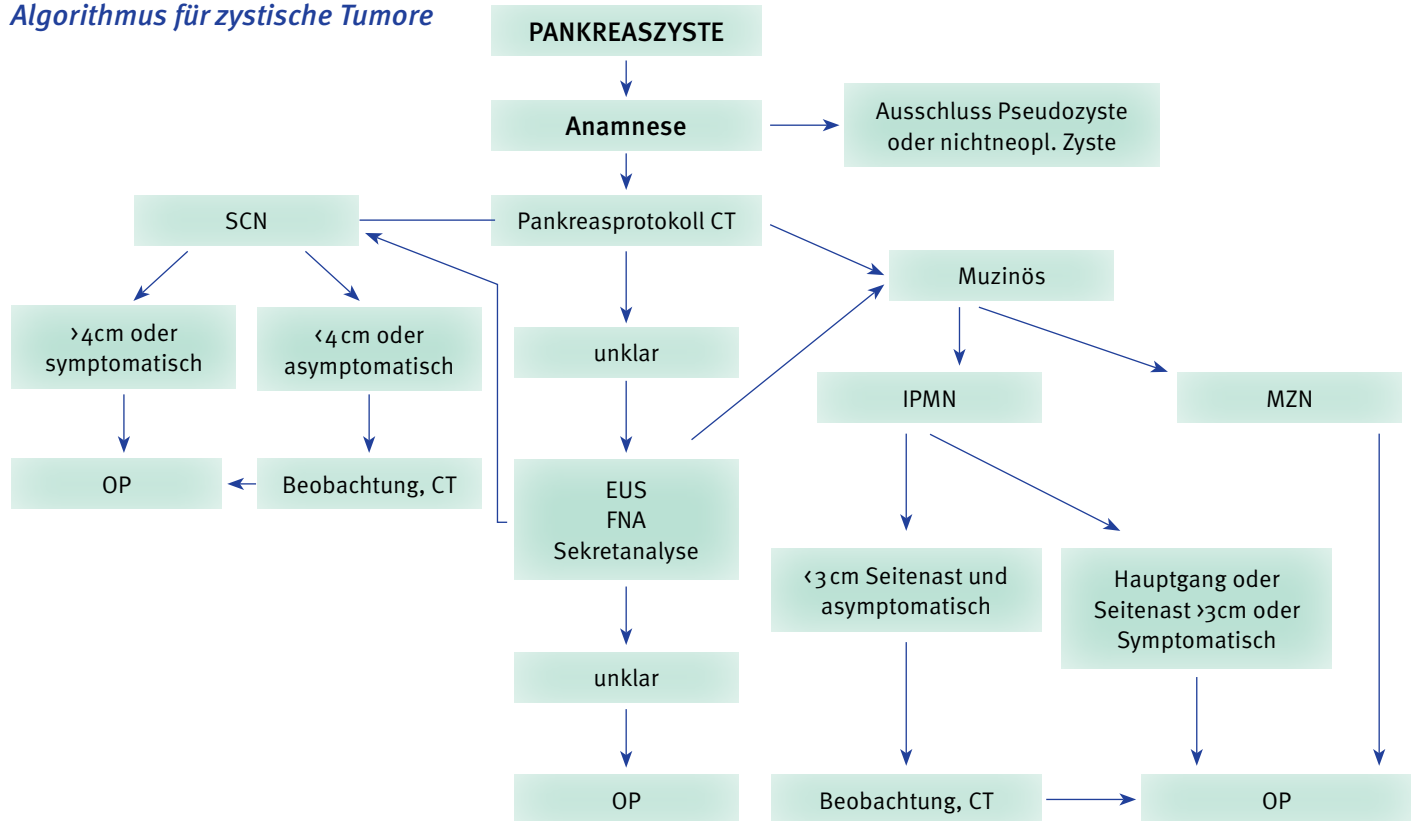 Algorithmus für zystische Tumore
PANKREASZYSTE
Anamnese
Ausschluss Pseudozyste
oder nichtneopl. Zyste
SCN
Pankreasprotokoll CT
Muzinös
>4cm oder
symptomatisch
<4cm oder
asymptomatisch
unklar
IPMN
MZN
OP
Beobachtung, CT
EUS
FNA
Sekretanalyse
<3cm Seitenast und
asymptomatisch
Hauptgang oder
Seitenast >3cm oder
Symptomatisch
unklar
OP
Beobachtung, CT
OP